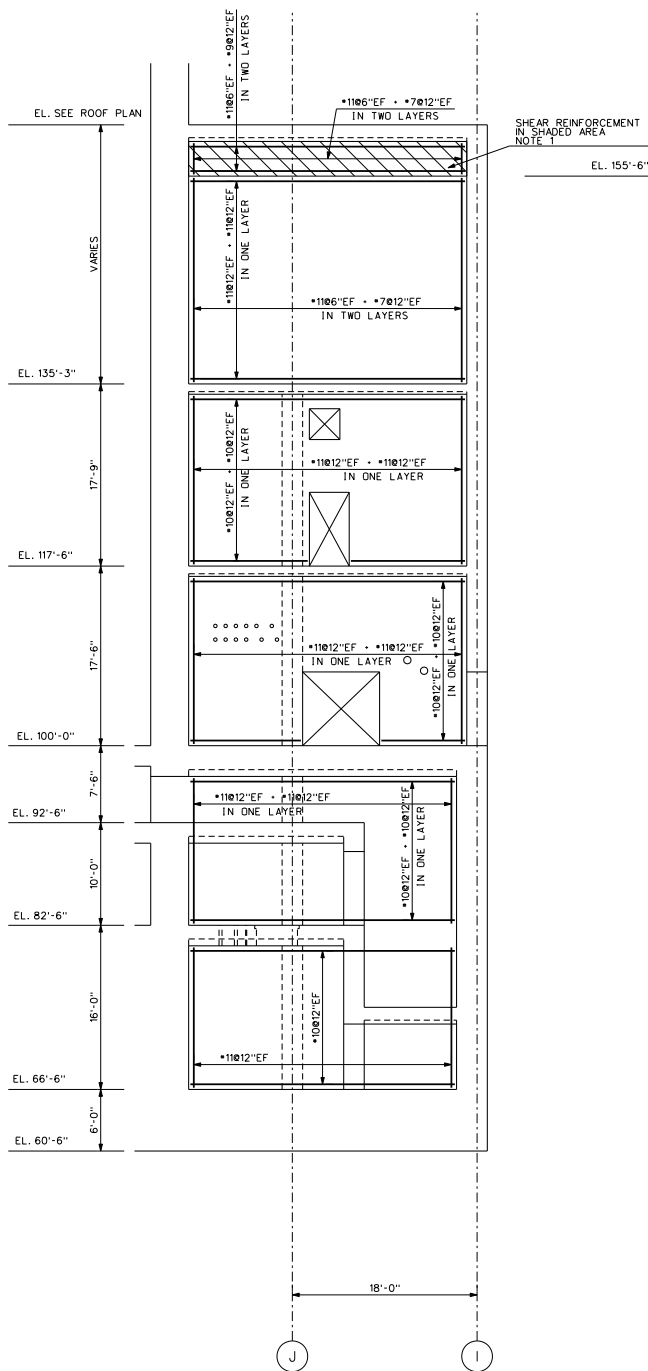 *11@6"EF + *9@12"EF
IN TWO LAYERS
*11@6"EF + *7@12"EF
IN TWO LAYERS
EL. SEE ROOF PLAN
SHEAR REINFORCEMENT
IN SHADED AREA
NOTE 1
EL. 155'-6"
VARIES
*11@12"EF + *11@12"EF
IN ONE LAYER
*11@6"EF + *7@12"EF
IN TWO LAYERS
EL. 135'-3"
17'-9"
*10@12"EF + *10@12"EF
IN ONE LAYER
*11@12"EF + *11@12"EF
IN ONE LAYER
EL. 117'-6"
17'-6"
*11@12"EF + *11@12"EF
IN ONE LAYER
*10@12"EF + *10@12"EF
IN ONE LAYER
EL. 100'-0"
7'-6"
*11@12"EF + *11@12"EF
IN ONE LAYER
*10@12"EF + *10@12"EF
IN ONE LAYER
EL. 92'-6"
10'-0"
EL. 82'-6"
16'-0"
*10@12"EF
*11@12"EF
EL. 66'-6"
6'-0"
EL. 60'-6"
18'-0"
J
I